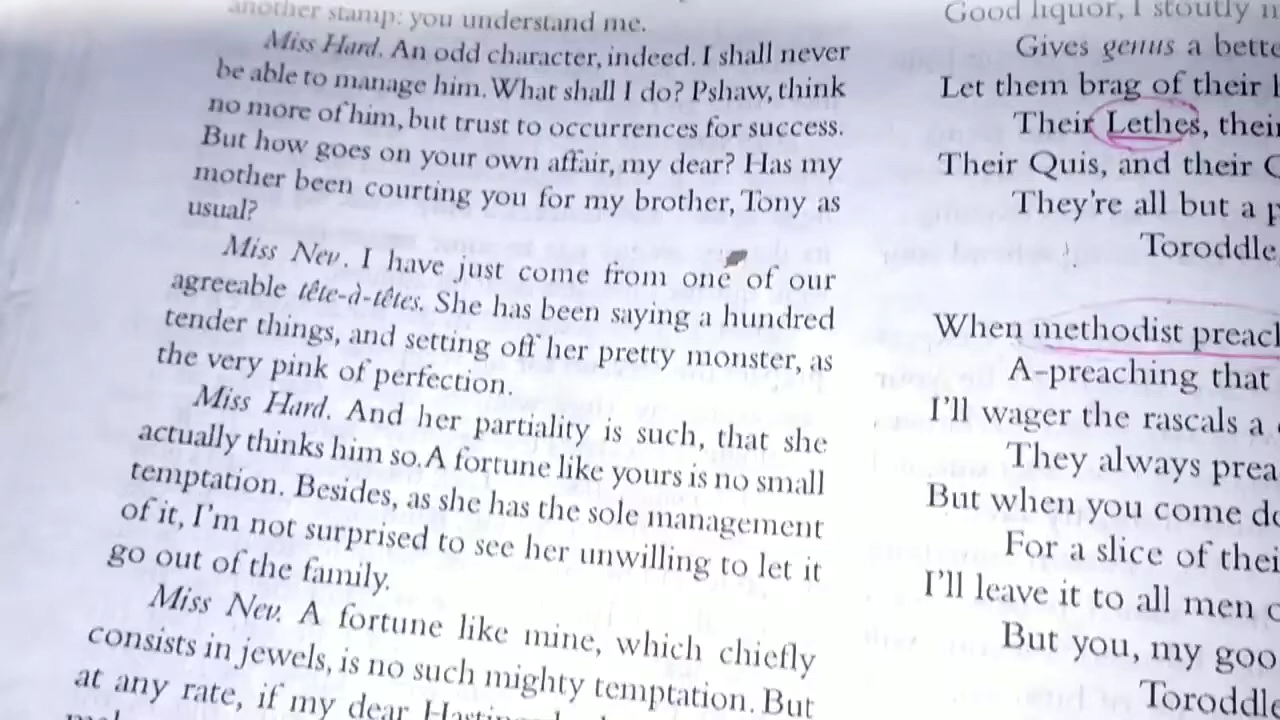 another stamp: you understand me.
Miss Hard. An odd character, indeed. I shall never
be able to manage him. What shall I do? Pshaw, think
no more of him, but trust to occurrences for success.
But how goes on your own affair, my dear? Has my
mother been courting you for my brother, Tony as
usual?
Miss Nev. I have just come from one of our
agreeable tête-à-têtes. She has been saying a hundred
tender things, and setting off her pretty monster, as
the very pink of perfection.
Miss Hard. And her partiality is such, that she
actually thinks him so. A fortune like yours is no small
temptation. Besides, as she has the sole management
of it, I'm not surprised to see her unwilling to let it
go out of the family.
Miss Nev. A fortune like mine, which chiefly
consists in jewels, is no such mighty temptation. But
at any rate, if my dear
Good liquor, I stoutly
Gives genus a bette
Let them brag of their
Their Lethes, thei
Their Quis, and their
They're all but a p
Toroddle,
When methodist preac
A-preaching that
I'll wager the rascals a
They always prea
But when you come d
For a slice of thei
I'll leave it to all men
But you, my goo
Toroddle